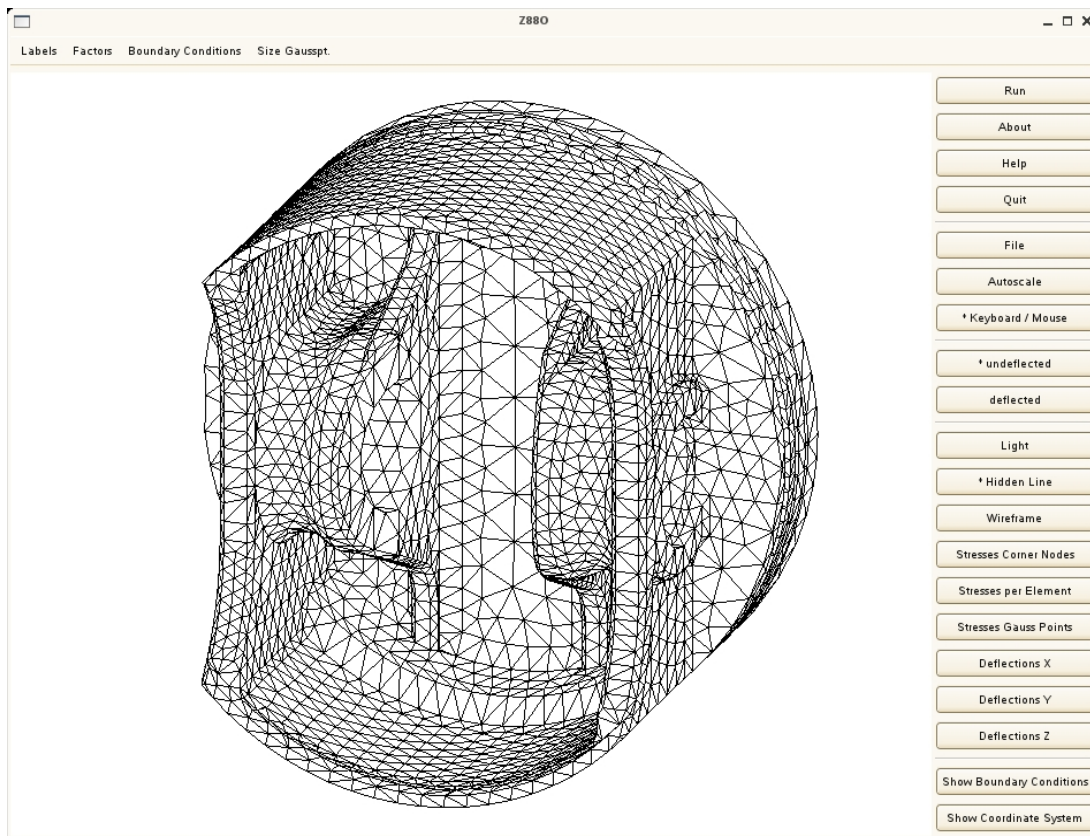 Z88O
Labels Factors Boundary Conditions Size Gausspt.
Run
About
Help
Quit
File
Autoscale
* Keyboard / Mouse
* undeflected
deflected
Light
* Hidden Line
Wireframe
Stresses Corner Nodes
Stresses per Element
Stresses Gauss Points
Deflections X
Deflections Y
Deflections Z
Show Boundary Conditions
Show Coordinate System